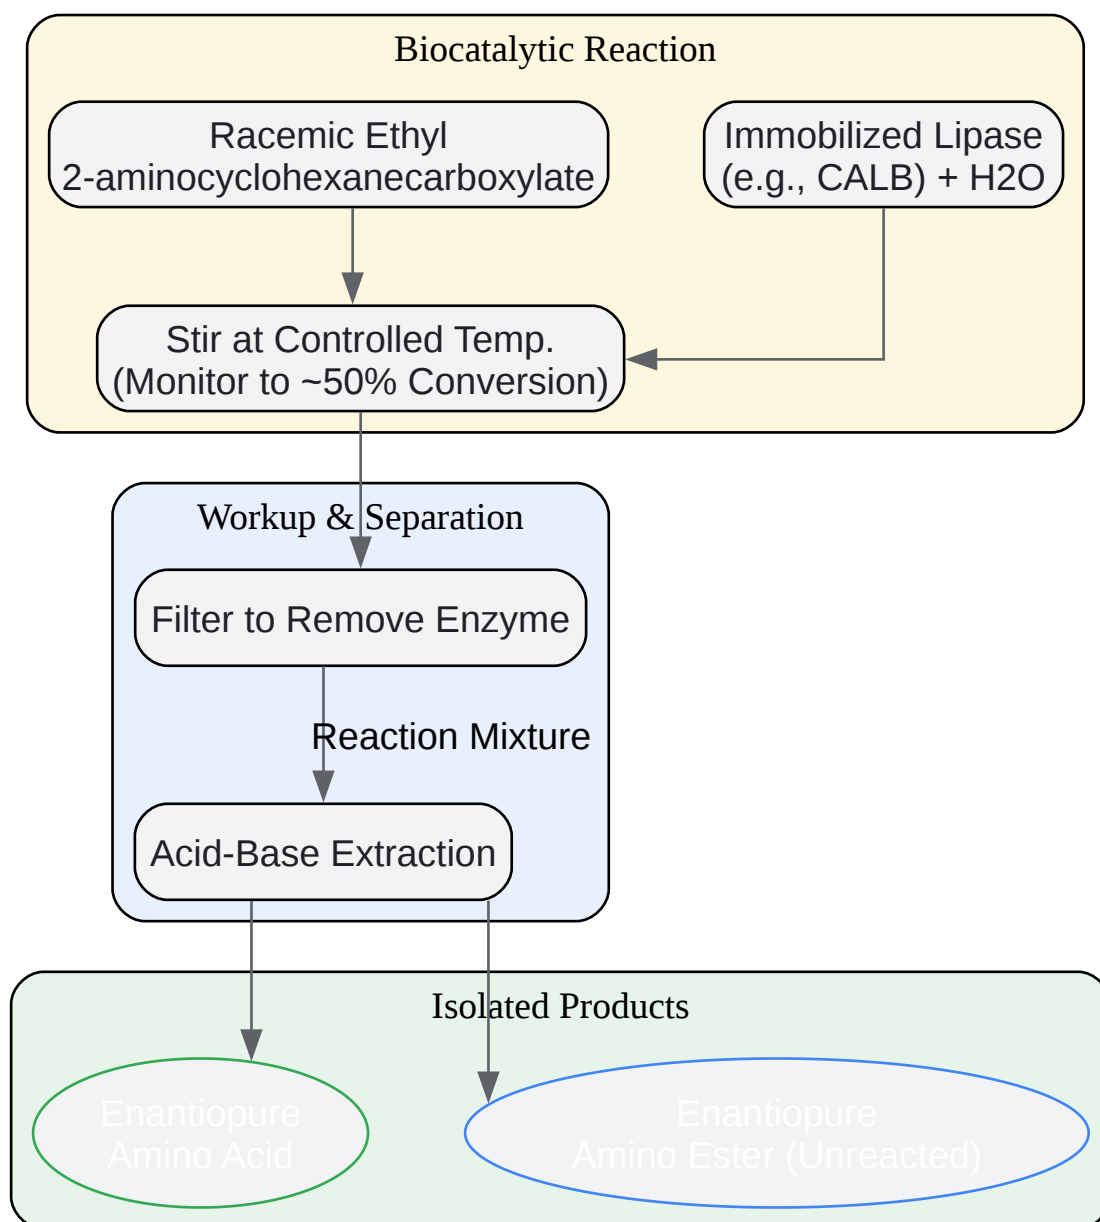 Biocatalytic Reaction
Racemic Ethyl
2-aminocyclohexanecarboxylate
Immobilized Lipase
(e.g., CALB) + H2O
Stir at Controlled Temp.
(Monitor to ~50% Conversion)
Workup & Separation
Filter to Remove Enzyme
Reaction Mixture
Acid-Base Extraction
Isolated Products
Enantiopure
Amino Acid
Enantiopure
Amino Ester (Unreacted)